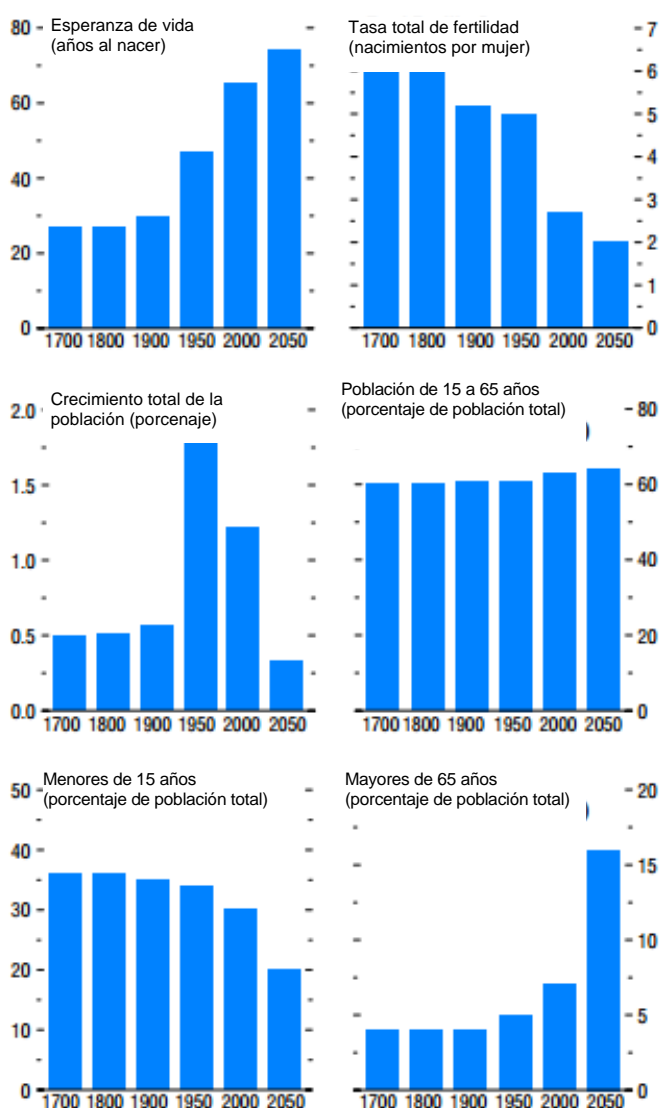 Esperanza de vida
(años al nacer)
80
60
40
20
0
1700 1800 1900 1950 2000 2050
Tasa total de fertilidad
(nacimientos por mujer)
7
6
5
4
3
2
1
0
1700 1800 1900 1950 2000 2050
Crecimiento total de la
población (porcenaje)
2.0
1.5
1.0
0.5
0.0
1700 1800 1900 1950 2000 2050
Población de 15 a 65 años
(porcentaje de población total)
)
80
60
40
20
0
1700 1800 1900 1950 2000 2050
Menores de 15 años
(porcentaje de población total)
50
40
30
20
10
0
1700 1800 1900 1950 2000 2050
Mayores de 65 años
(porcentaje de población total)
)
20
15
10
5
0
1700 1800 1900 1950 2000 2050